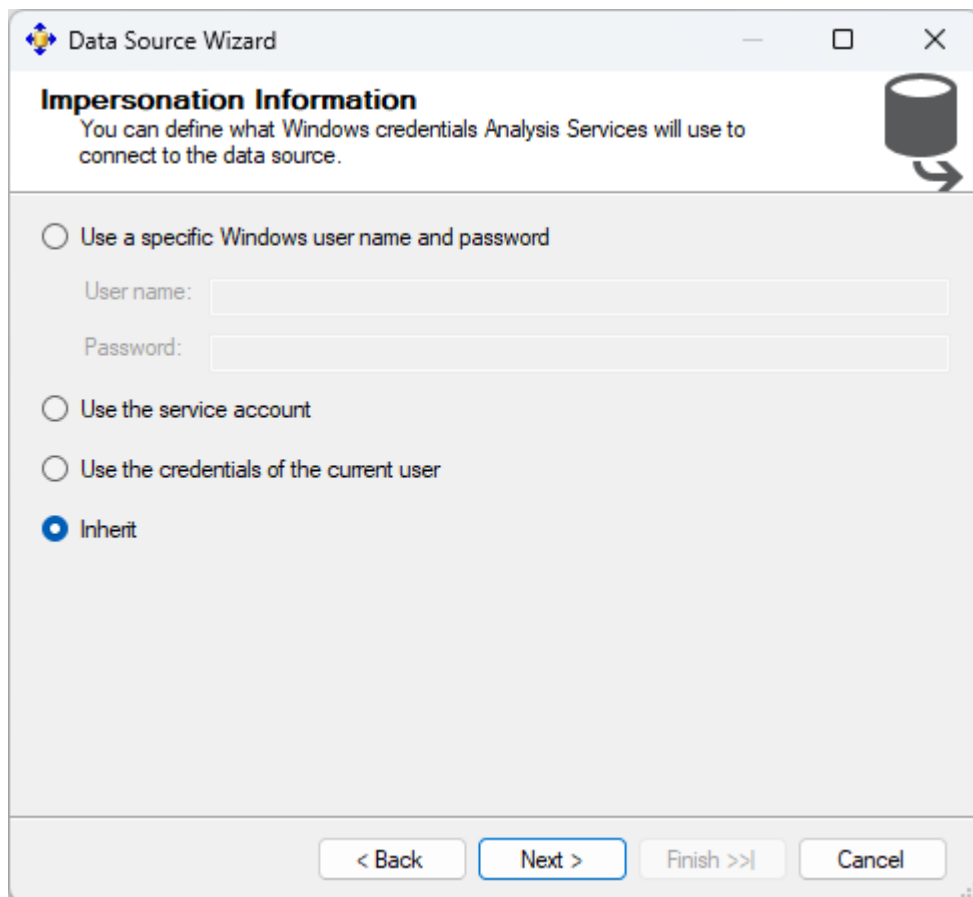 Data Source Wizard
Impersonation Information
You can define what Windows credentials Analysis Services will use to
connect to the data source.
Use a specific Windows user name and password
User name:
Password:
Use the service account
Use the credentials of the current user
Inherit
< Back
Next >
Finish >>|
Cancel